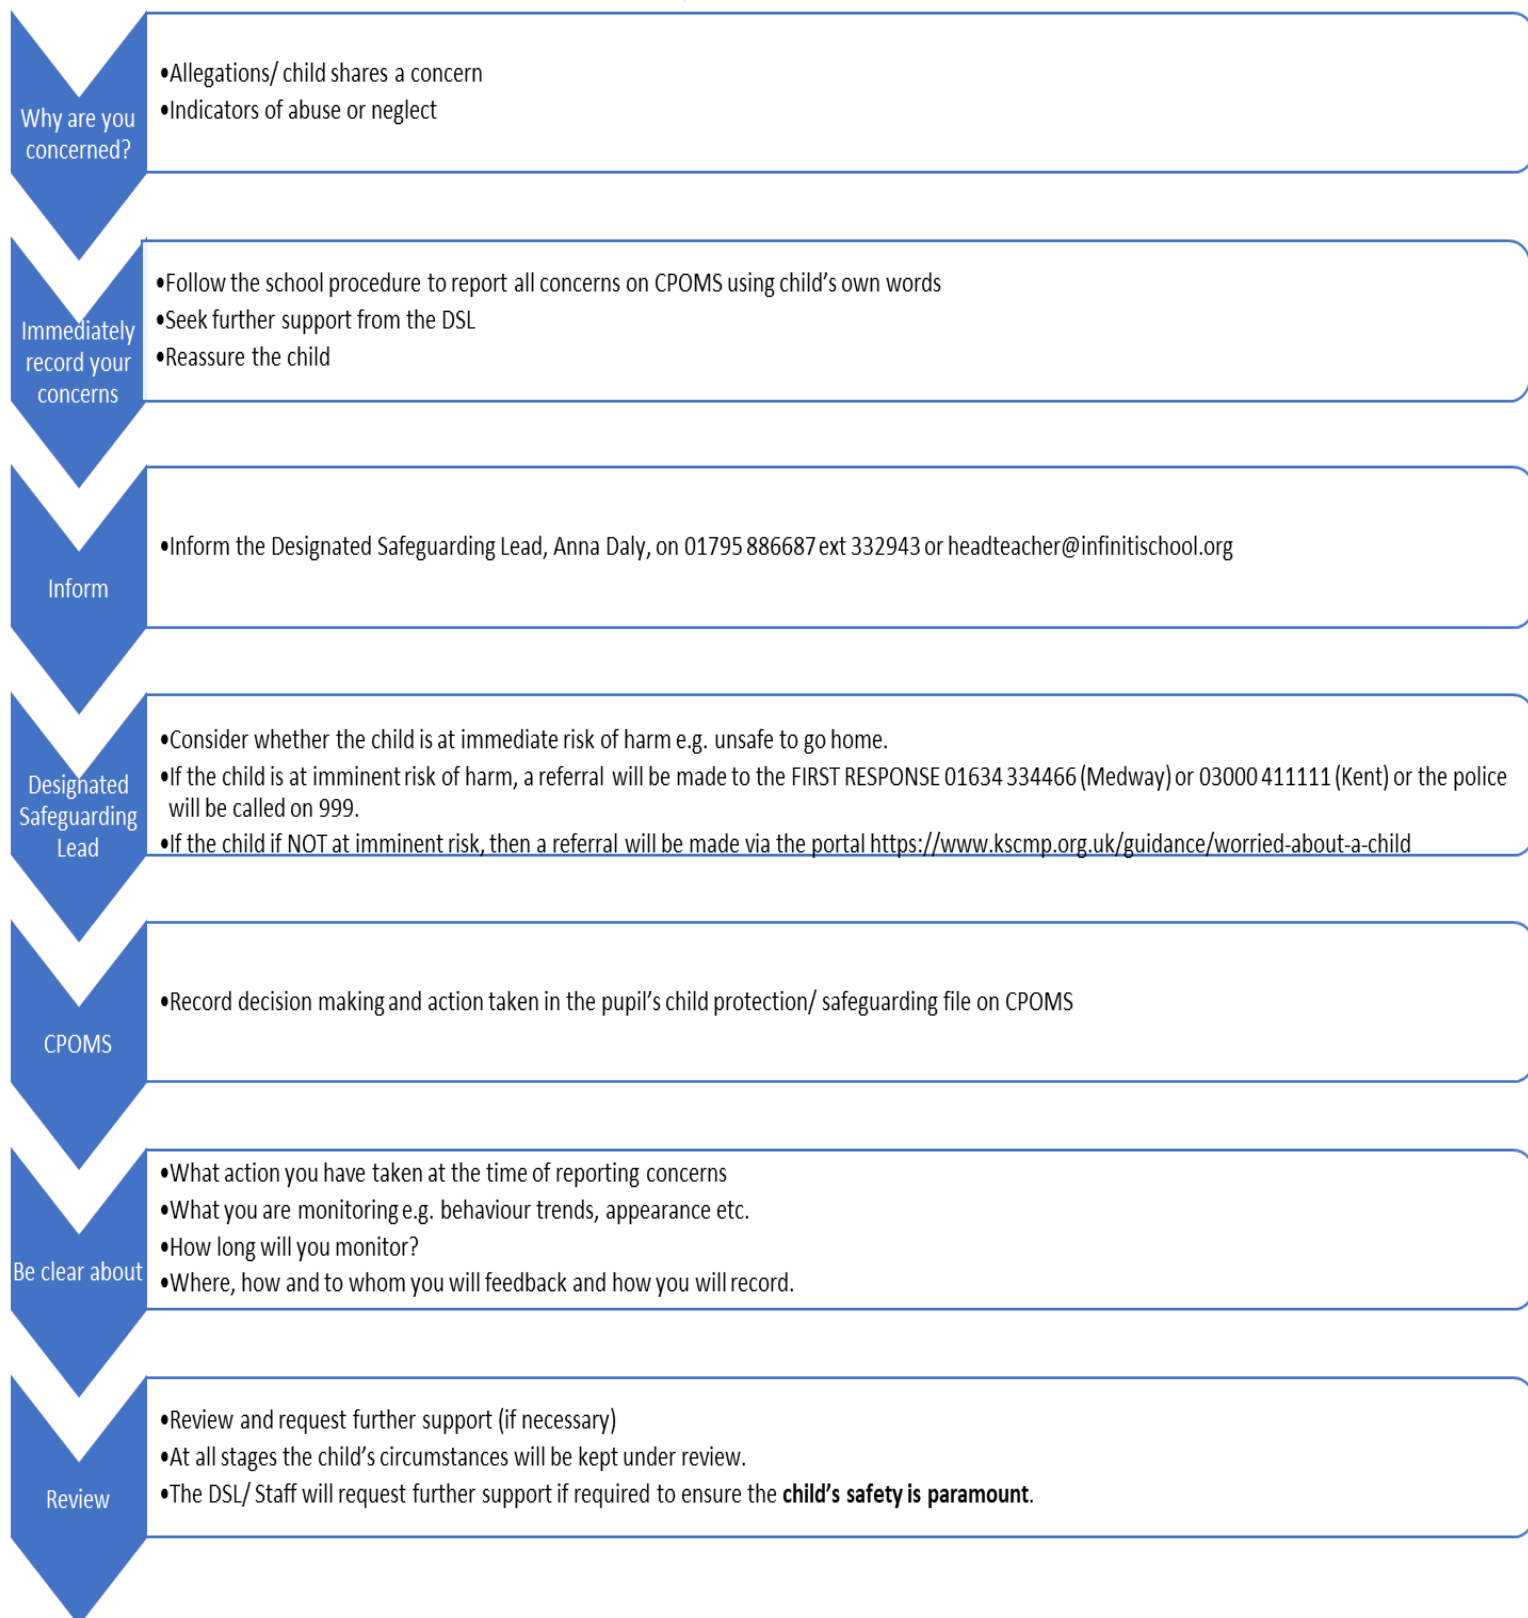 Why are you
concerned?
•Allegations/ child shares a concern
•Indicators of abuse or neglect
Immediately
record your
concerns
•Follow the school procedure to report all concerns on CPOMS using child's own words
•Seek further support from the DSL
•Reassure the child
Inform
•Inform the Designated Safeguarding Lead, Anna Daly, on 01795 886687 ext 332943 or headteacher@infinitischool.org
Designated
Safeguarding
Lead
•Consider whether the child is at immediate risk of harm e.g. unsafe to go home.
•If the child is at imminent risk of harm, a referral will be made to the FIRST RESPONSE 01634 334466 (Medway) or 03000 411111 (Kent) or the police
will be called on 999.
•If the child if NOT at imminent risk, then a referral will be made via the portal https://www.kscmp.org.uk/guidance/worried-about-a-child
CPOMS
•Record decision making and action taken in the pupil's child protection/ safeguarding file on CPOMS
Be clear about
•What action you have taken at the time of reporting concerns
•What you are monitoring e.g. behaviour trends, appearance etc.
•How long will you monitor?
•Where, how and to whom you will feedback and how you will record.
Review
•Review and request further support (if necessary)
•At all stages the child's circumstances will be kept under review.
•The DSL/ Staff will request further support if required to ensure the child's safety is paramount.